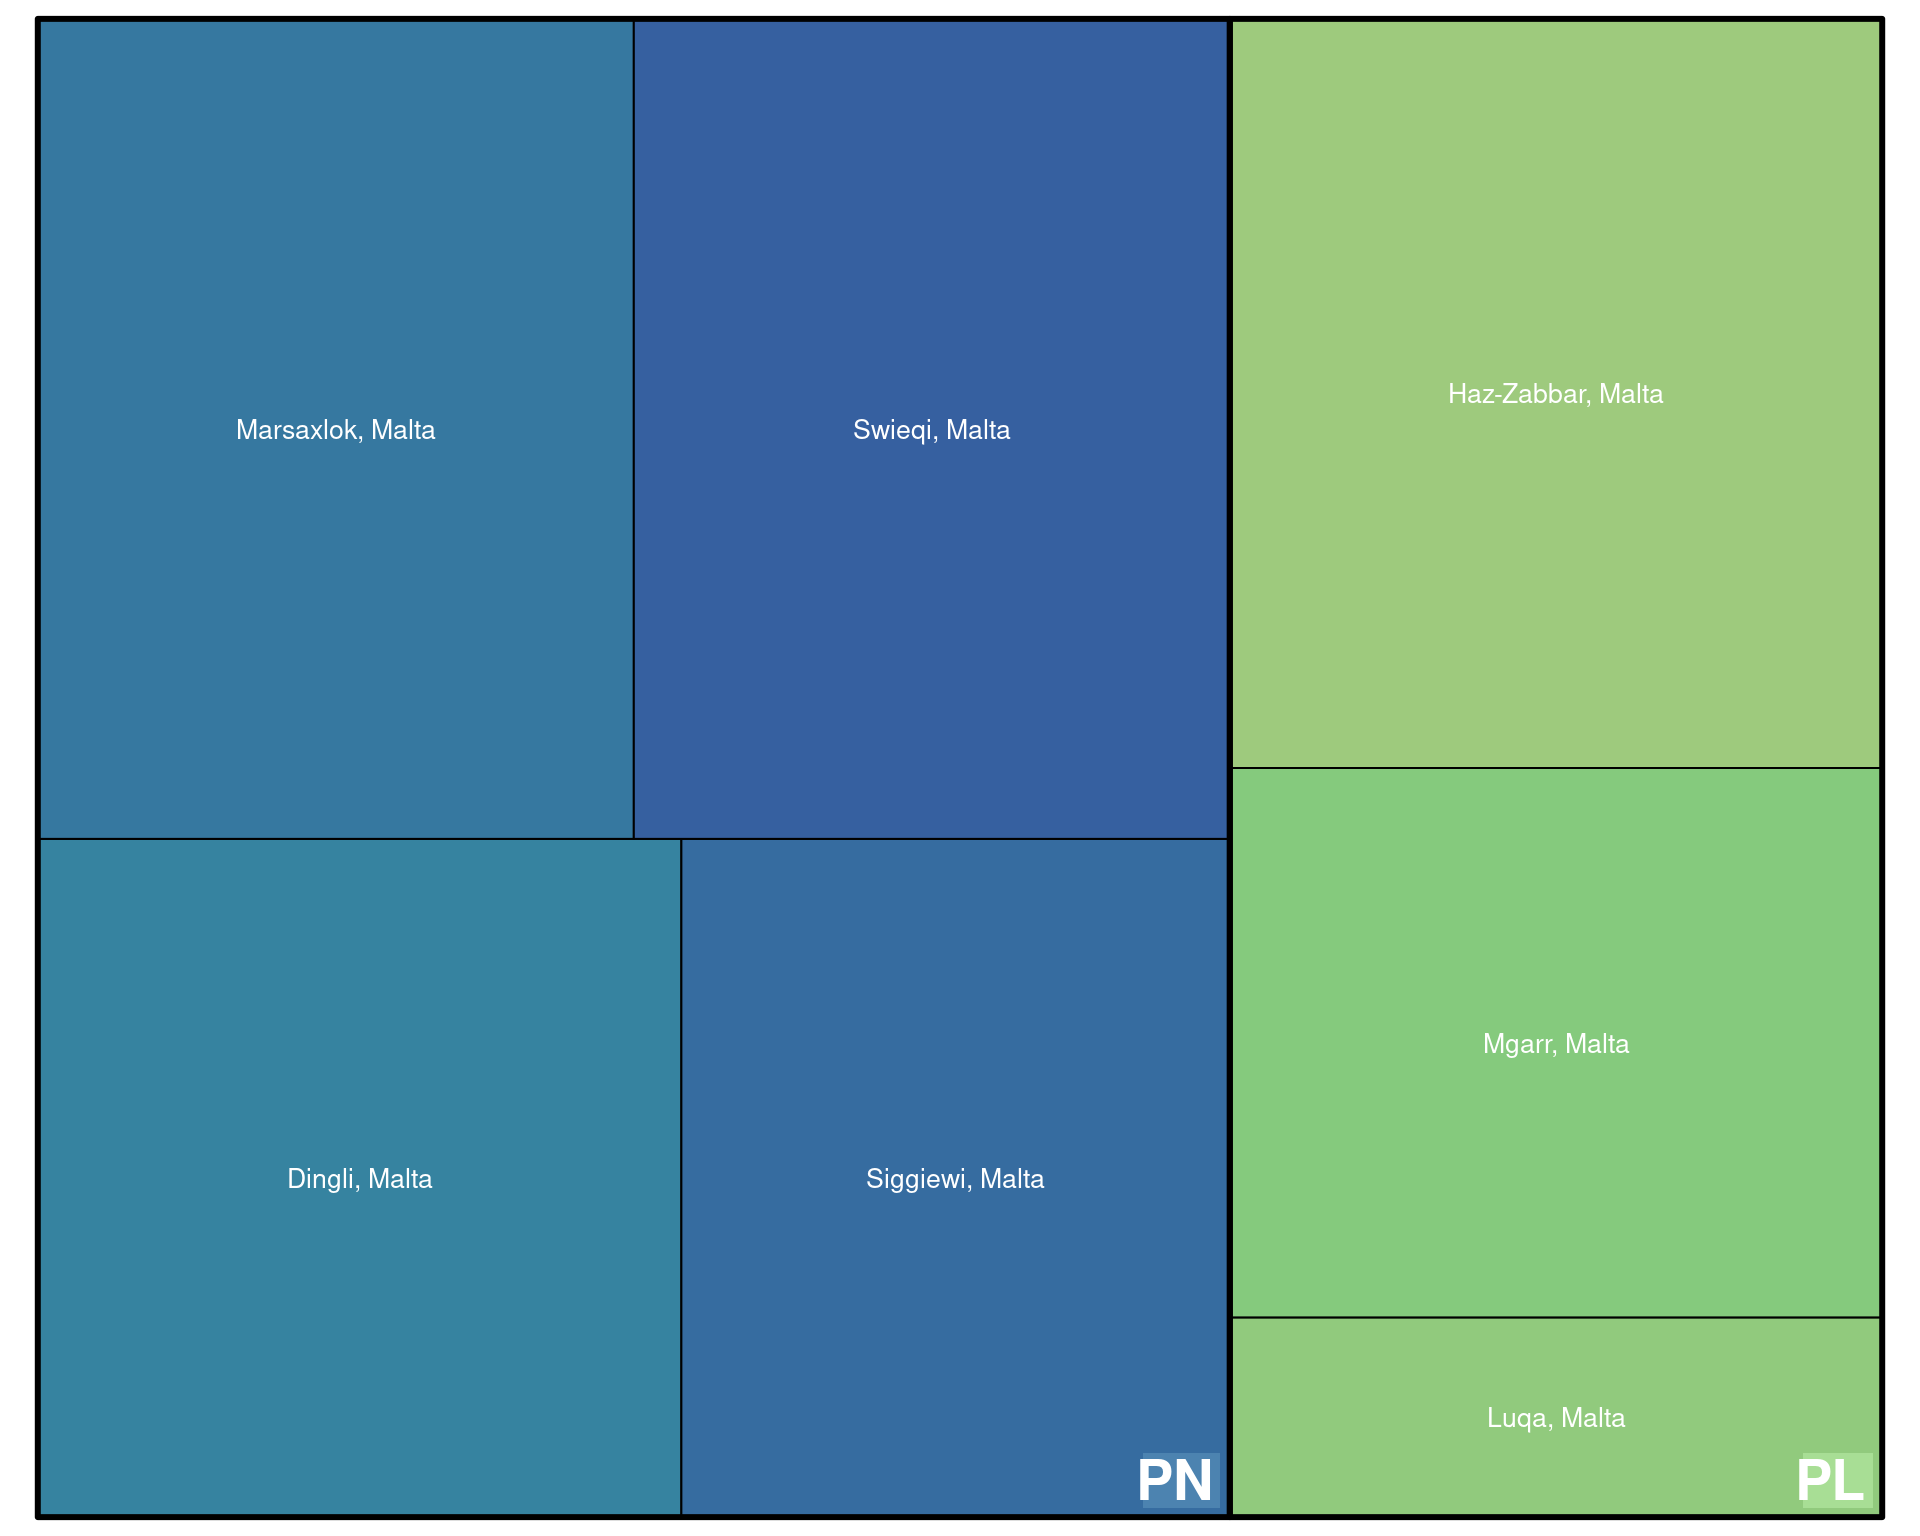 Marsaxlok, Malta
Swieqi, Malta
Haz-Zabbar, Malta
Mgarr, Malta
Dingli, Malta
Siggiewi, Malta
Luqa, Malta
PN
PL